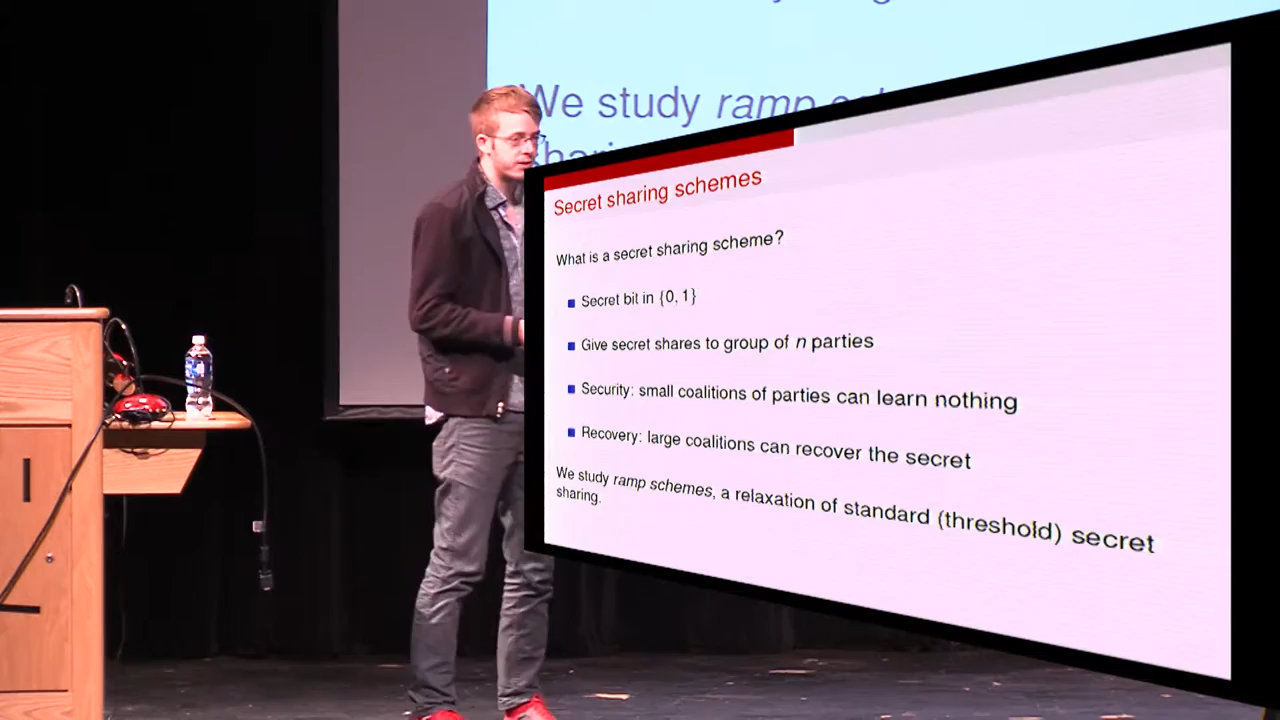 We study ramp
Secret sharing schemes
What is a secret sharing scheme?
Secret bit in {0, 1}
Give secret shares to group of n parties
Security: small coalitions of parties can learn nothing
Recovery: large coalitions can recover the secret
We study ramp schemes, a relaxation of standard (threshold) secret
sharing.